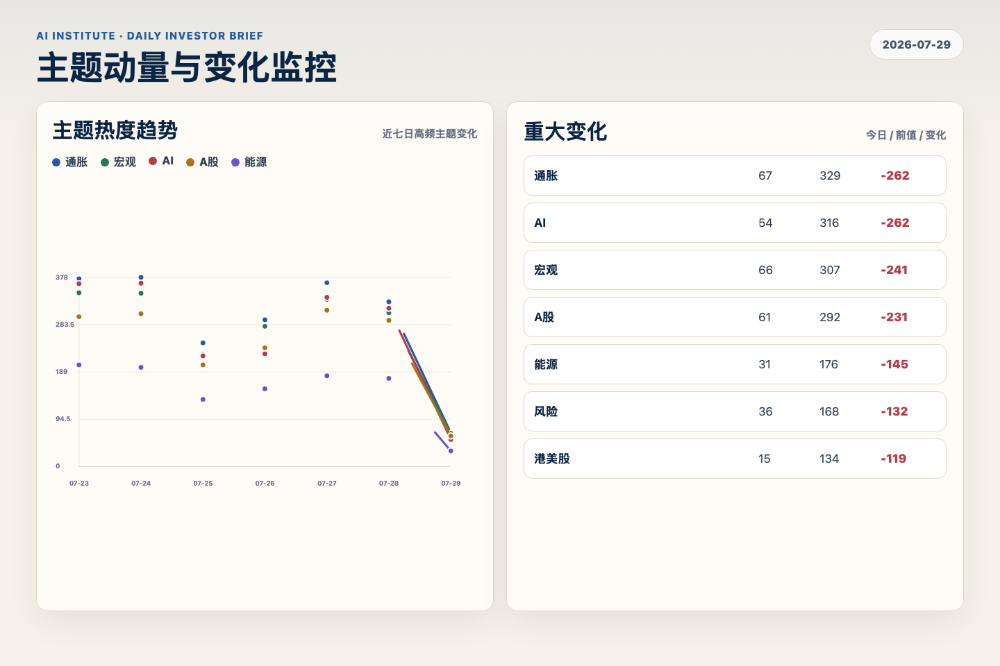 AI INSTITUTE · DAILY INVESTOR BRIEF
主题动量与变化监控
2026-07-29
主题热度趋势
近七日高频主题变化
通胀 宏观 AI A股 能源
378
283.5
189
94.5
0
07-23 07-24 07-25 07-26 07-27 07-28 07-29
重大变化
今日 / 前值 / 变化
通胀 67 329 -262
AI 54 316 -262
宏观 66 307 -241
A股 61 292 -231
能源 31 176 -145
风险 36 168 -132
港美股 15 134 -119